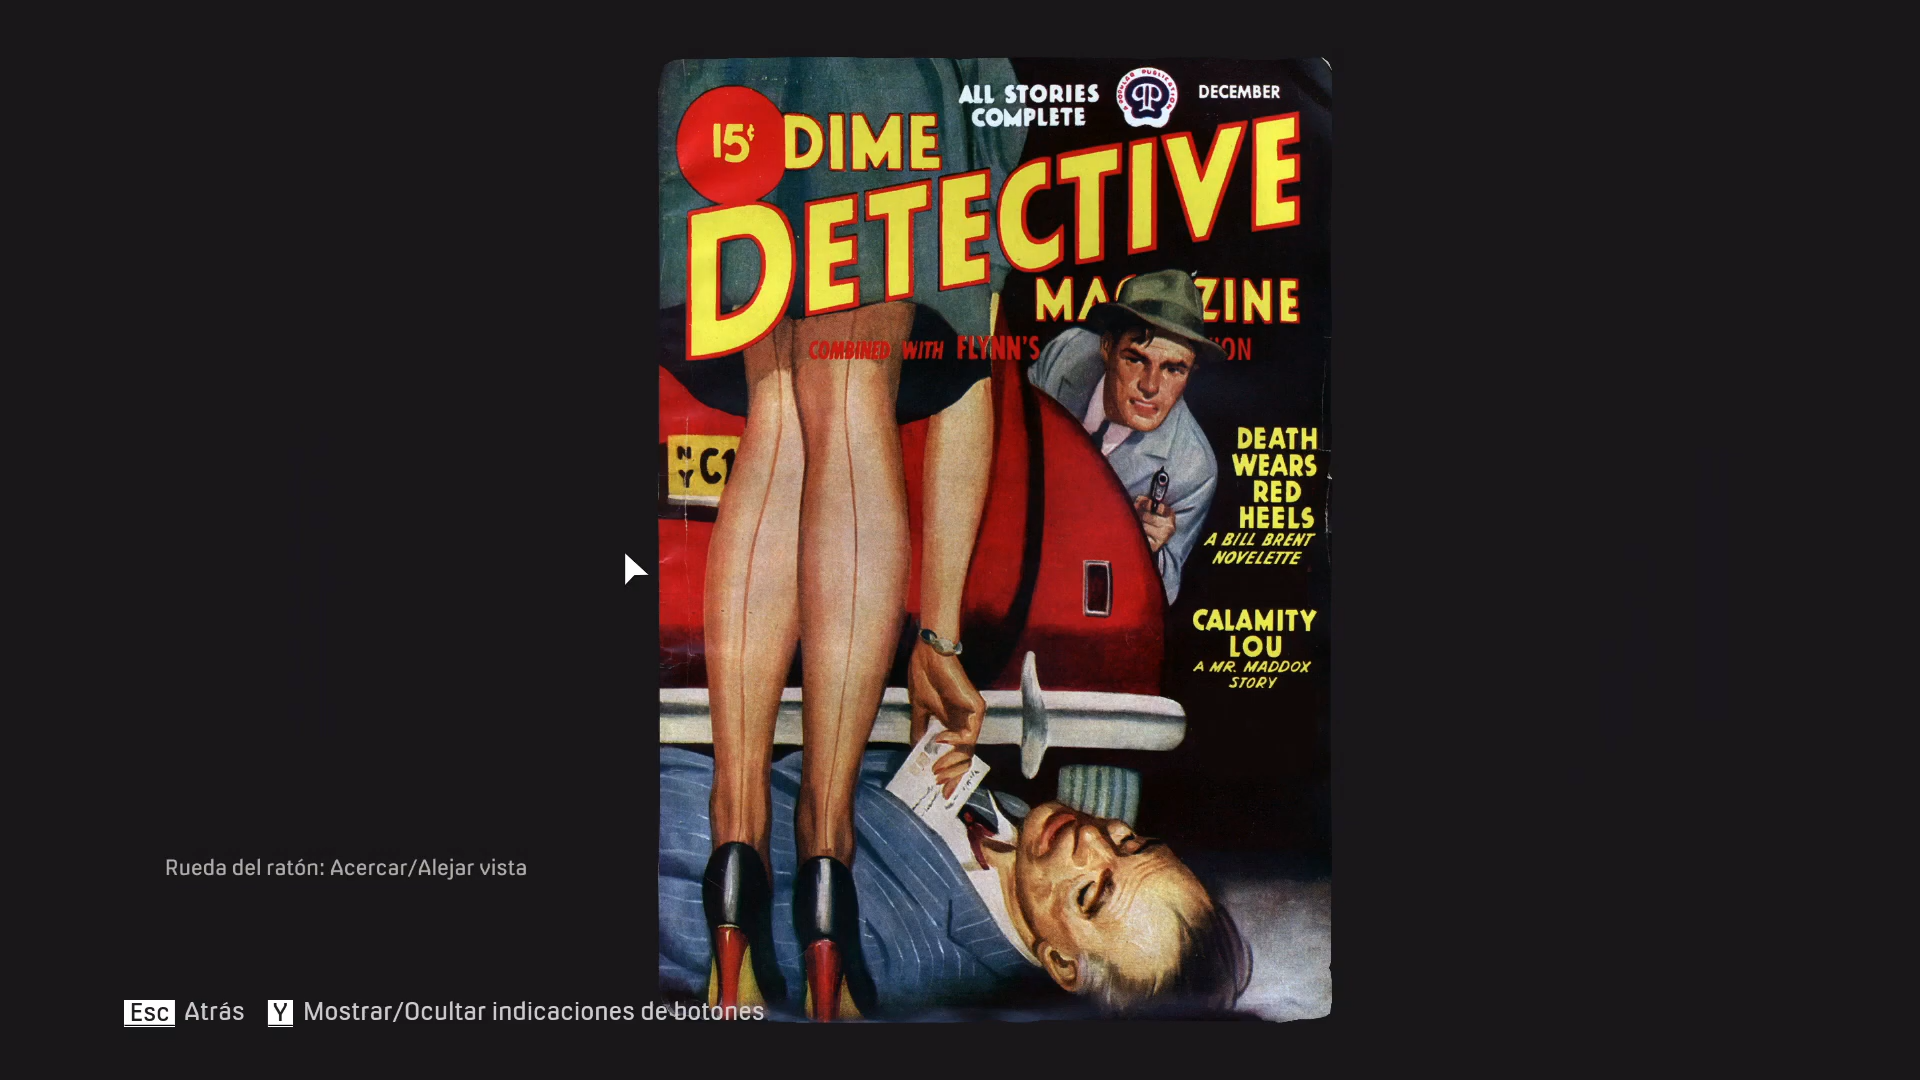 ALL STORIES
COMPLETE
A POPULAR PUBLICATION
DECEMBER
15¢
DIME
DETECTIVE
MA ZINE
COMBINED WITH FLYNN'S
ON
NY C1
DEATH
WEARS
RED
HEELS
A BILL BRENT
NOVELETTE
CALAMITY
LOU
A MR. MADDOX
STORY
Rueda del ratón: Acercar/Alejar vista
Esc Atrás Y Mostrar/Ocultar indicaciones de botones